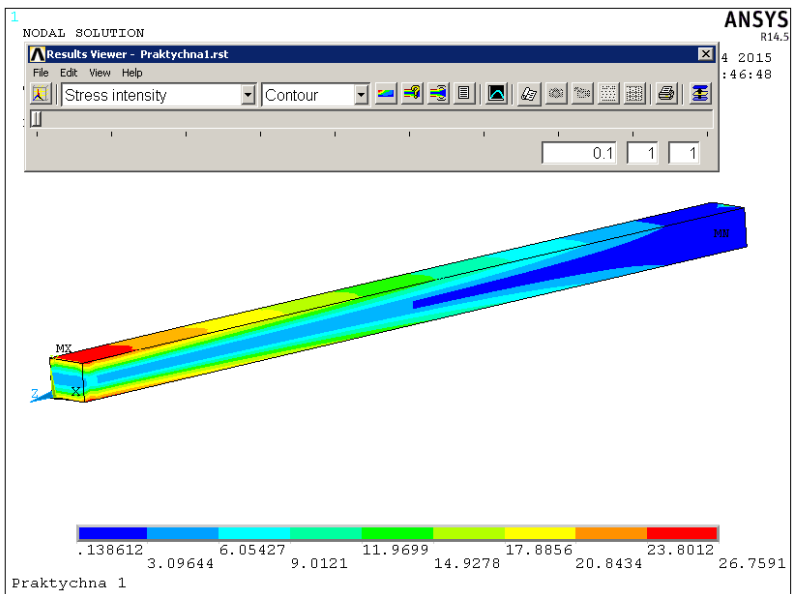 1
ANSYS
R14.5
NODAL SOLUTION
Results Viewer - Praktychna1.rst
4 2015
File Edit View Help
:46:48
Stress intensity
Contour
0.1 1 1
MN
MX
Z X
.138612 6.05427 11.9699 17.8856 23.8012
3.09644 9.0121 14.9278 20.8434 26.7591
Praktychna 1